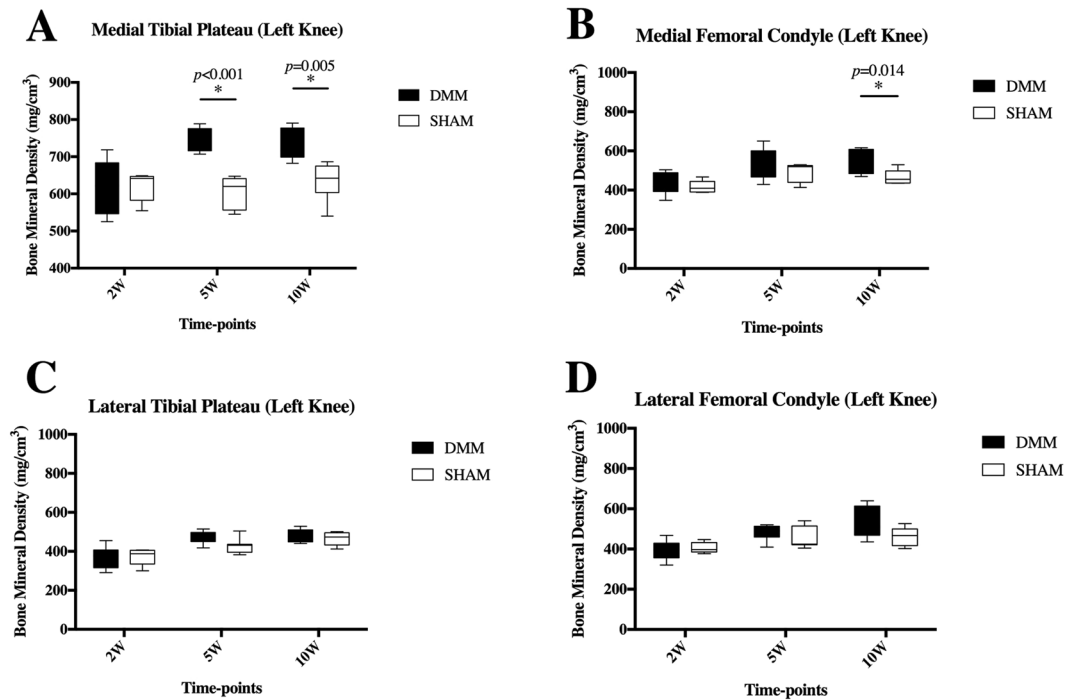 A
Medial Tibial Plateau (Left Knee)
Bone Mineral Density (mg/cm³)
900
800
700
600
500
400
p<0.001
*
p=0.005
*
DMM
SHAM
2W
5W
10W
Time-points
B
Medial Femoral Condyle (Left Knee)
Bone Mineral Density (mg/cm³)
1000
800
600
400
200
0
p=0.014
*
DMM
SHAM
2W
5W
10W
Time-points
C
Lateral Tibial Plateau (Left Knee)
Bone Mineral Density (mg/cm³)
1000
800
600
400
200
0
DMM
SHAM
2W
5W
10W
Time-points
D
Lateral Femoral Condyle (Left Knee)
Bone Mineral Density (mg/cm³)
1000
800
600
400
200
0
DMM
SHAM
2W
5W
10W
Time-points